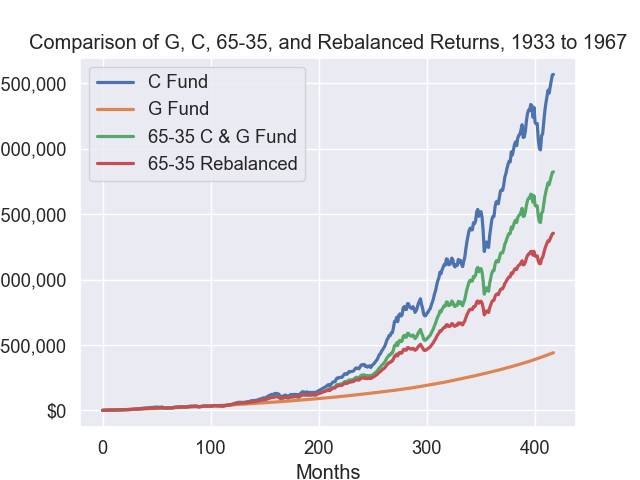 Comparison of G, C, 65-35, and Rebalanced Returns, 1933 to 1967
C Fund
G Fund
65-35 C & G Fund
65-35 Rebalanced
500,000
000,000
500,000
000,000
500,000
$0
0 100 200 300 400
Months